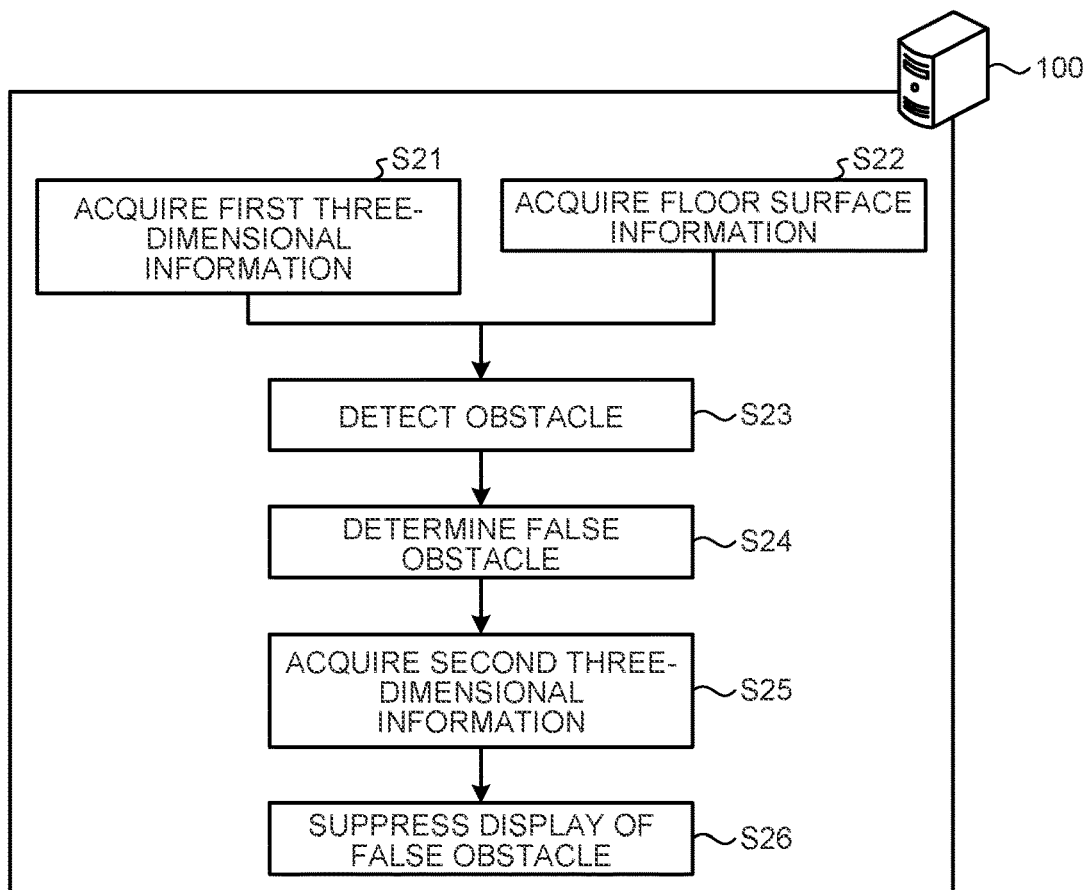 100
S21
S22
ACQUIRE FIRST THREE-
DIMENSIONAL
INFORMATION
ACQUIRE FLOOR SURFACE
INFORMATION
DETECT OBSTACLE
S23
DETERMINE FALSE
OBSTACLE
S24
ACQUIRE SECOND THREE-
DIMENSIONAL
INFORMATION
S25
SUPPRESS DISPLAY OF
FALSE OBSTACLE
S26